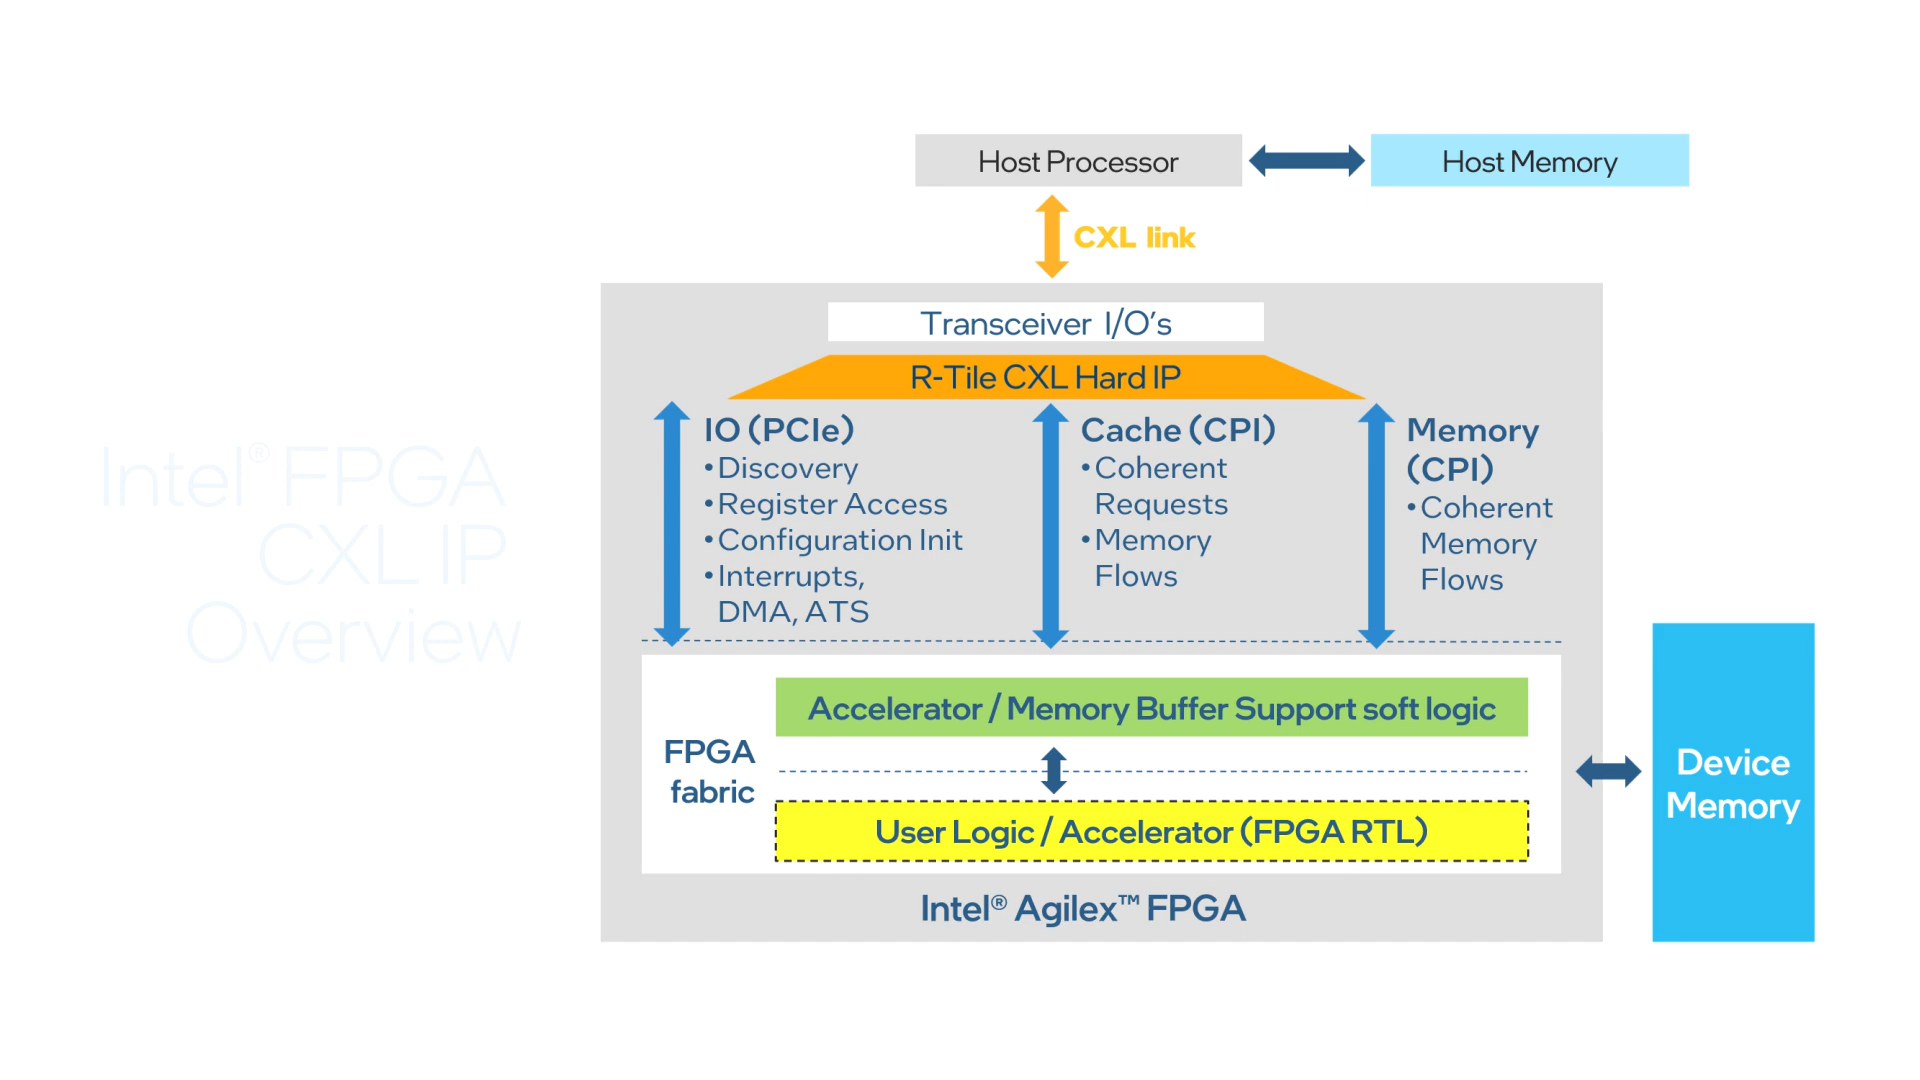 Intel® FPGA
CXL IP
Overview
Host Processor
Host Memory
CXL link
Transceiver I/O's
R-Tile CXL Hard IP
IO (PCIe)
•Discovery
•Register Access
•Configuration Init
•Interrupts,
DMA, ATS
Cache (CPI)
•Coherent
Requests
•Memory
Flows
Memory
(CPI)
•Coherent
Memory
Flows
Accelerator / Memory Buffer Support soft logic
FPGA
fabric
User Logic / Accelerator (FPGA RTL)
Intel® Agilex™ FPGA
Device
Memory